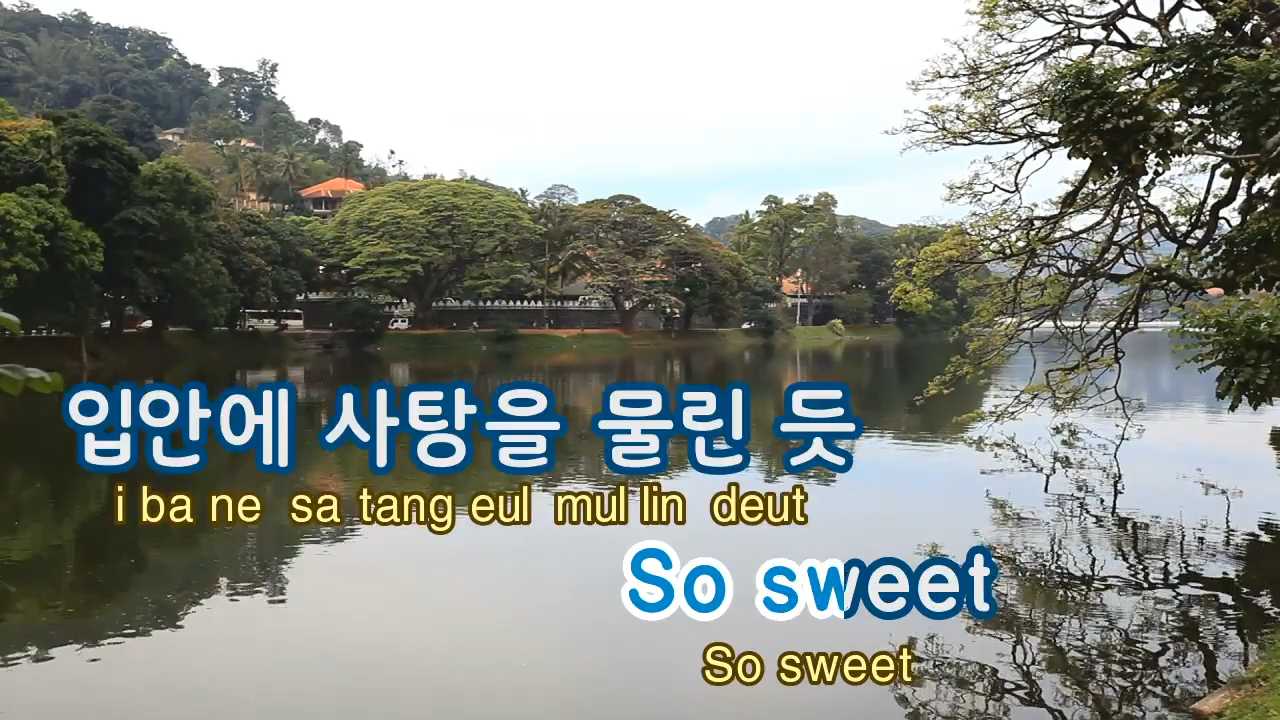 입안에 사탕을 물린 듯
i ba ne sa tang eul mul lin deut
So sweet
So sweet